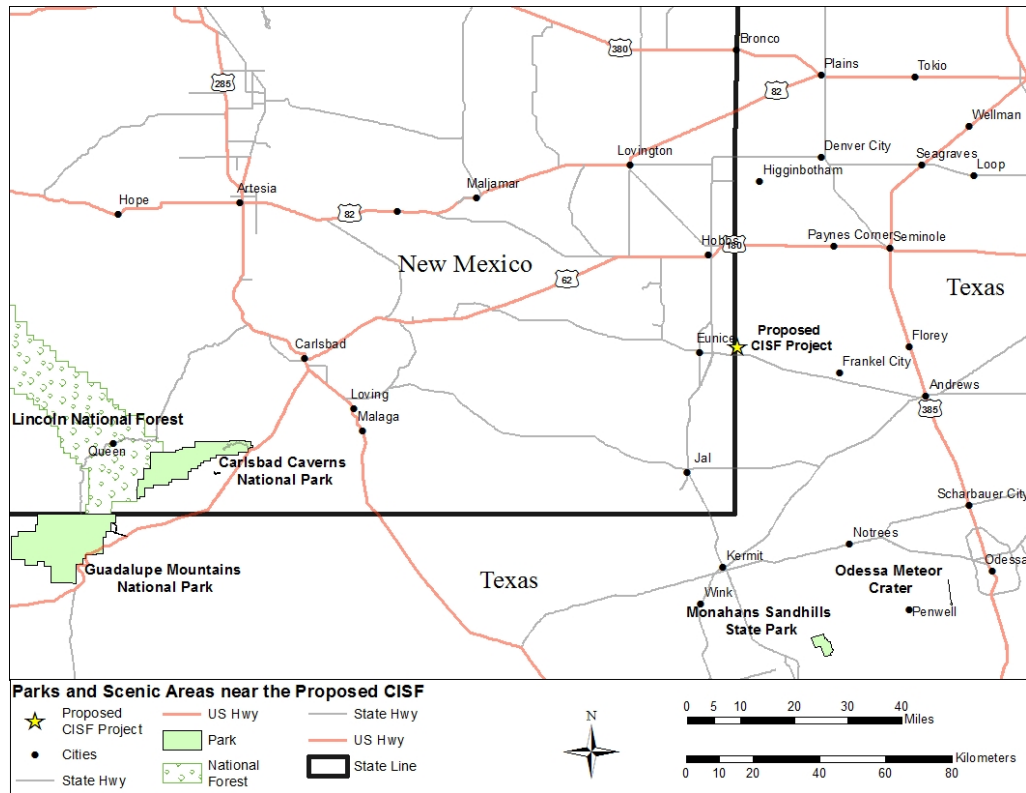 Bronco
380
Plains
Tokio
285
82
Wellman
Lovington
Denver City
Seagraves
Higginbotham
Loop
Maljamar
Artesia
Hope
82
Hobbs
180
Paynes Corner
Seminole
New Mexico
62
Texas
Proposed
CISF Project
Eunice
Florey
Carlsbad
Frankel City
Andrews
385
Loving
Malaga
Lincoln National Forest
Queen
Carlsbad Caverns
National Park
Jal
Scharbauer City
Notrees
Kermit
Guadalupe Mountains
National Park
Texas
Odessa Meteor
Crater
Odessa
Wink
Monahans Sandhills
State Park
Penwell
Parks and Scenic Areas near the Proposed CISF
Proposed
CISF Project
Cities
State Hwy
US Hwy
Park
National
Forest
State Hwy
US Hwy
State Line
N
0 5 10 20 30 40
Miles
Kilometers
0 10 20 40 60 80